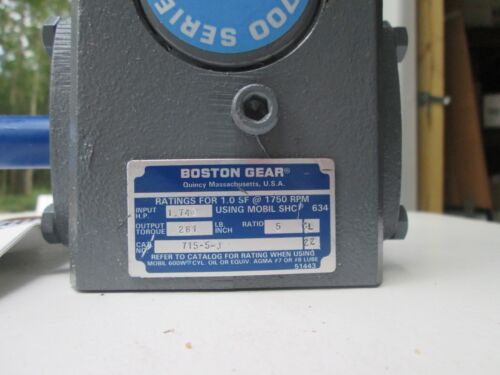 700 SERIES
BOSTON GEAR®
Quincy Massachusetts, U.S.A.
RATINGS FOR 1.0 SF @ 1750 RPM
INPUT H.P. 1.74 USING MOBIL SHC® 634
OUTPUT TORQUE 261 LB. INCH RATIO 5
CAT. NO. 715-5-J
REFER TO CATALOG FOR RATING WHEN USING
MOBIL 600W® CYL. OIL OR EQUIV. AGMA #7 OR #8 LUBE
51443